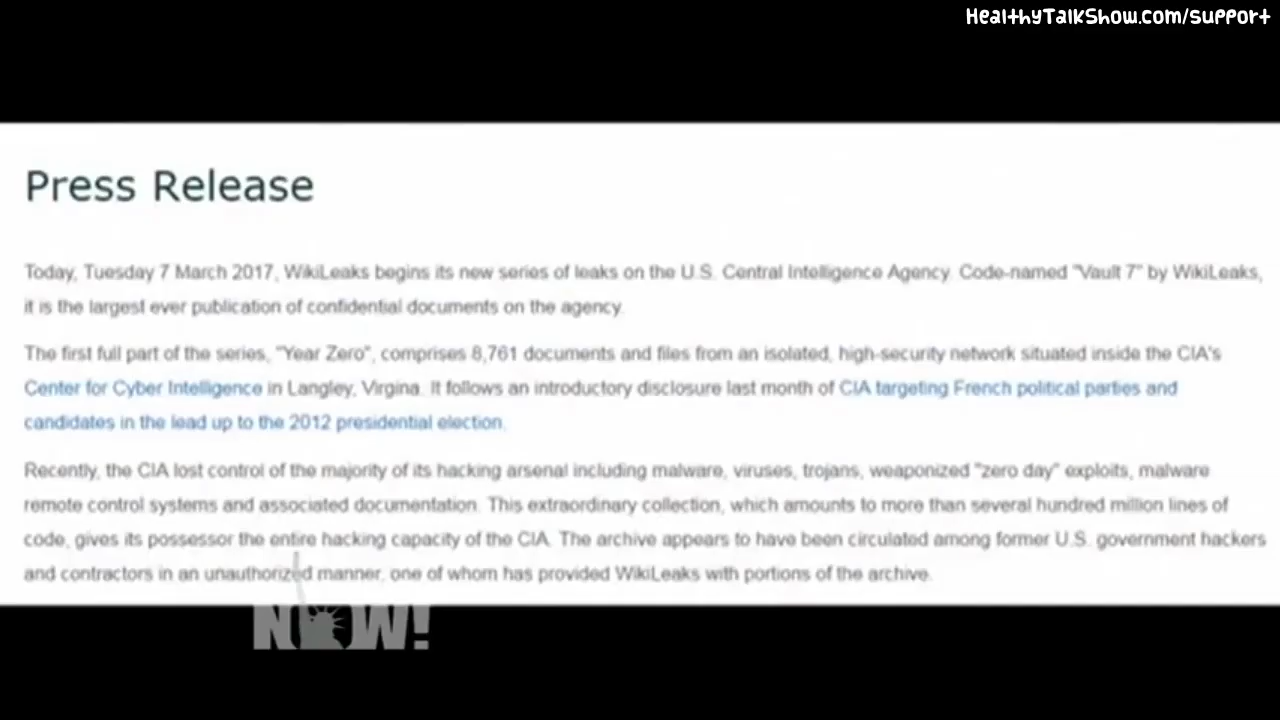 HealthyTalkShow.com/support
Press Release
Today, Tuesday 7 March 2017, WikiLeaks begins its new series of leaks on the U.S. Central Intelligence Agency. Code-named "Vault 7" by WikiLeaks,
it is the largest ever publication of confidential documents on the agency.
The first full part of the series, "Year Zero", comprises 8,761 documents and files from an isolated, high-security network situated inside the CIA's
Center for Cyber Intelligence in Langley, Virgina. It follows an introductory disclosure last month of CIA targeting French political parties and
candidates in the lead up to the 2012 presidential election.
Recently, the CIA lost control of the majority of its hacking arsenal including malware, viruses, trojans, weaponized "zero day" exploits, malware
remote control systems and associated documentation. This extraordinary collection, which amounts to more than several hundred million lines of
code, gives its possessor the entire hacking capacity of the CIA. The archive appears to have been circulated among former U.S. government hackers
and contractors in an unauthorized manner, one of whom has provided WikiLeaks with portions of the archive.
NOW!